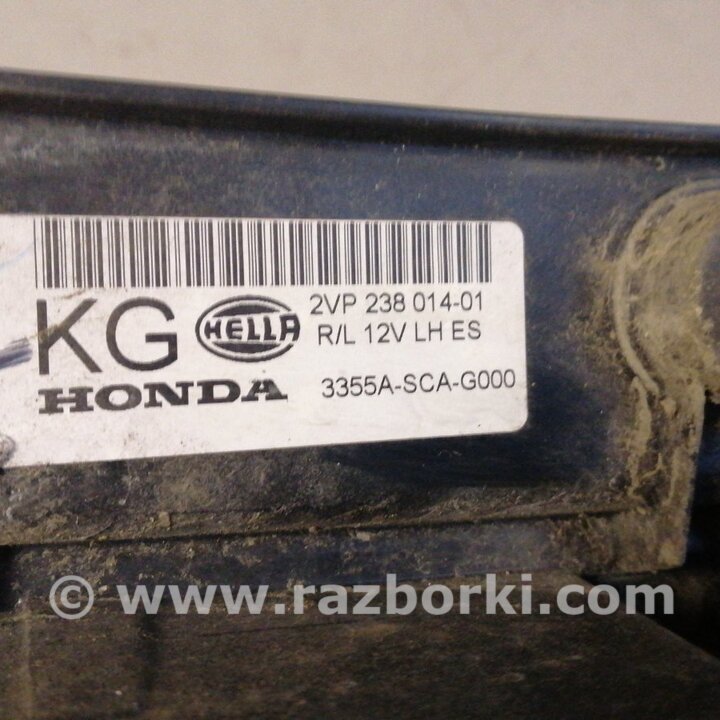 KG
HELLA
2VP 238 014-01
R/L 12V LH ES
HONDA
3355A-SCA-G000
© www.razborki.com